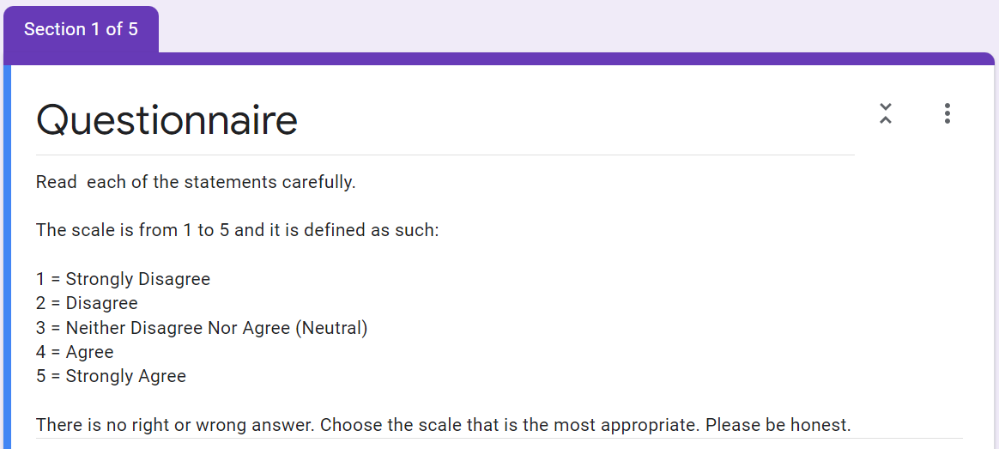 Section 1 of 5
Questionnaire
Read  each of the statements carefully.
The scale is from 1 to 5 and it is defined as such:
1 = Strongly Disagree
2 = Disagree
3 = Neither Disagree Nor Agree (Neutral)
4 = Agree
5 = Strongly Agree
There is no right or wrong answer. Choose the scale that is the most appropriate. Please be honest.